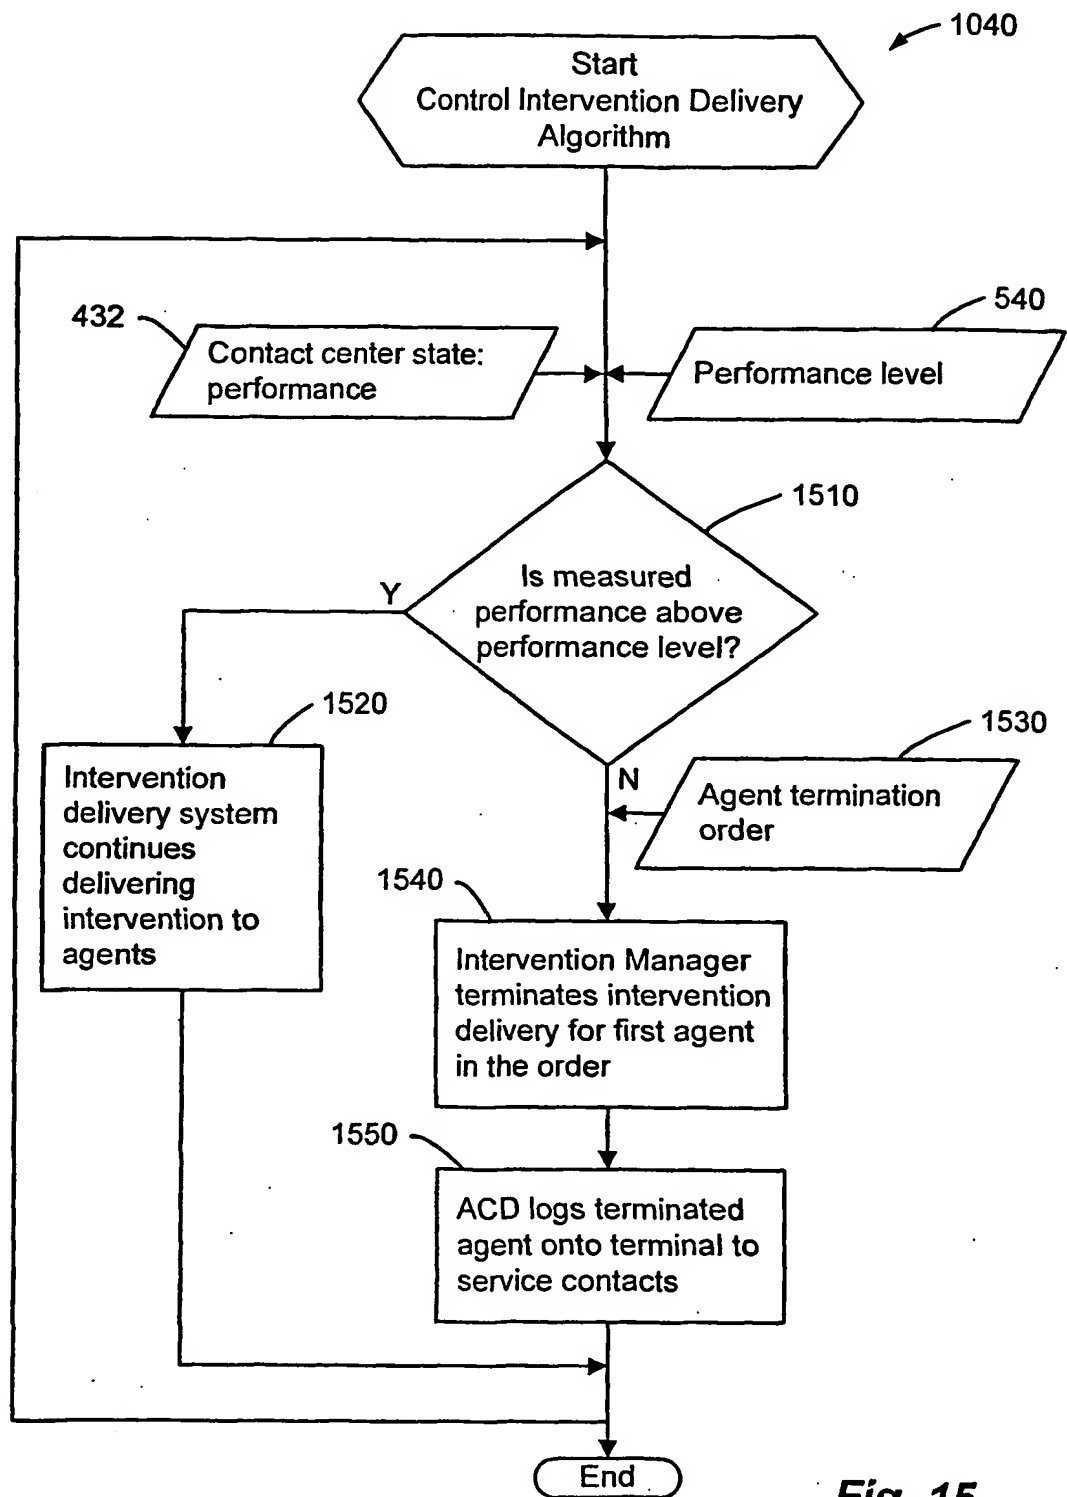 1040
Start
Control Intervention Delivery
Algorithm
432
540
Contact center state:
performance
Performance level
1510
Y
Is measured
performance above
performance level?
1520
1530
Intervention
delivery system
continues
delivering
intervention to
agents
N
Agent termination
order
1540
Intervention Manager
terminates intervention
delivery for first agent
in the order
1550
ACD logs terminated
agent onto terminal to
service contacts
End
Fig. 15